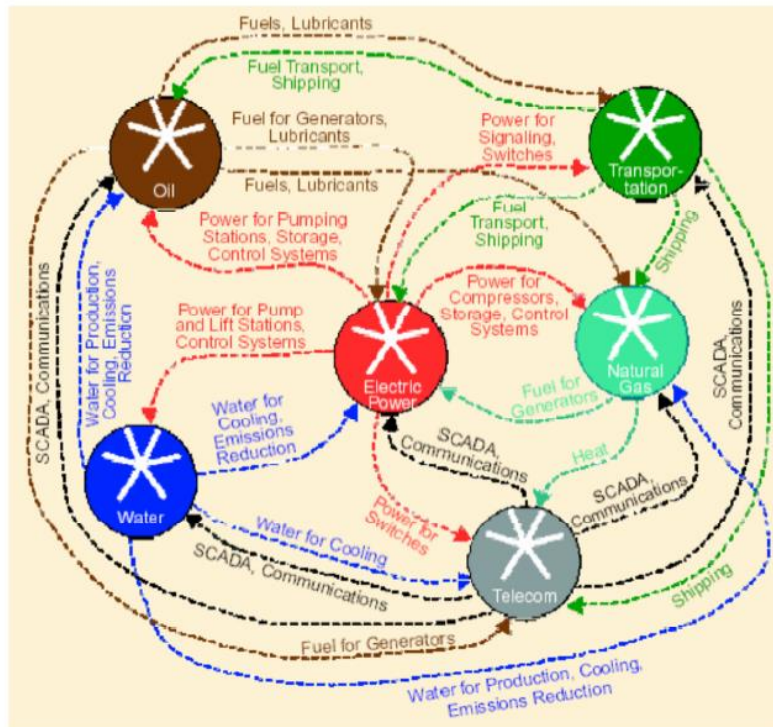 Fuels, Lubricants
Fuel Transport,
Shipping
Fuel for Generators,
Lubricants
Power for
Signaling,
Switches
Oil
Transpor-
tation
Fuels, Lubricants
Power for Pumping
Stations, Storage,
Control Systems
Fuel
Transport,
Shipping
Shipping
Power for
Compressors,
Storage, Control
Systems
Water for Production,
Cooling, Emissions
Reduction
SCADA, Communications
Power for Pump
and Lift Stations,
Control Systems
SCADA,
Communications
Electric
Power
Natural
Gas
Fuel for
Generators
Water for
Cooling,
Emissions
Reduction
SCADA,
Communications
Heat
SCADA,
Communications
Water
Power for
Switches
Water for Cooling
SCADA, Communications
Telecom
Shipping
Fuel for Generators
Water for Production, Cooling,
Emissions Reduction